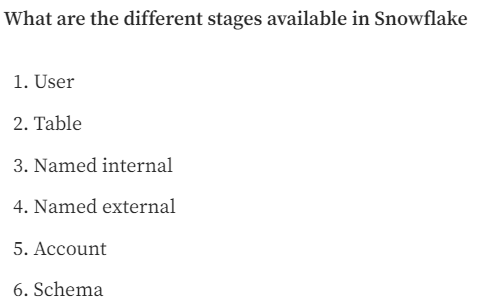 What are the different stages available in Snowflake
1. User
2. Table
3. Named internal
4. Named external
5. Account
6. Schema